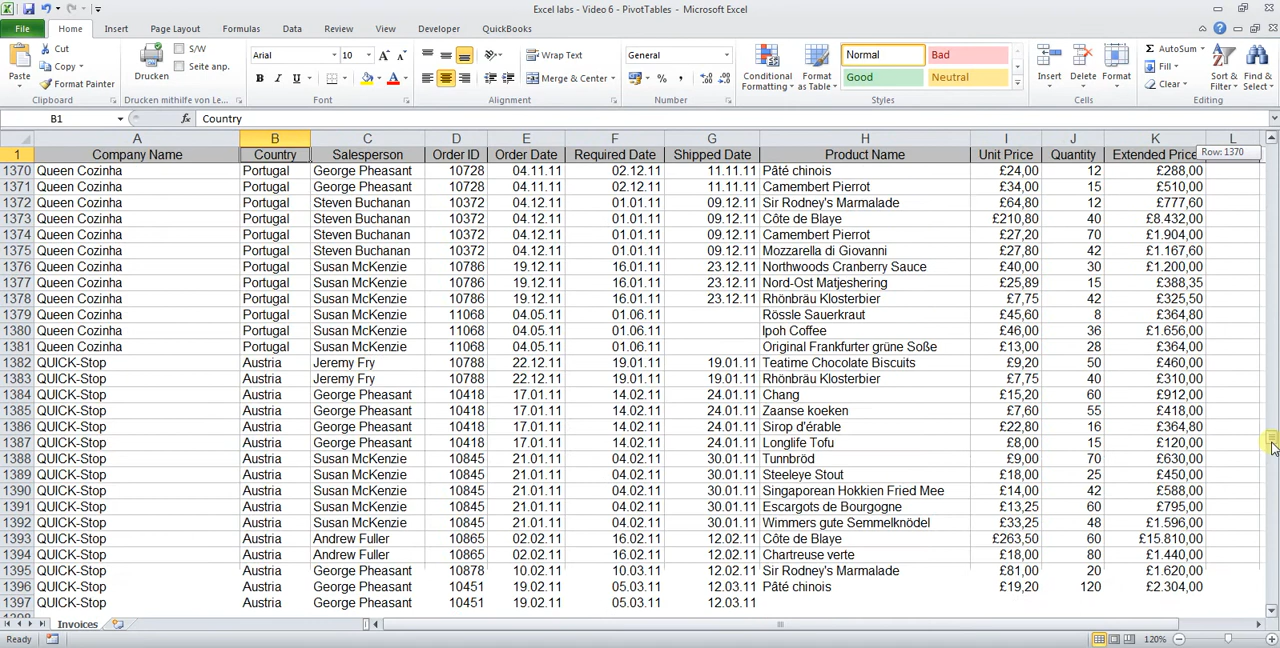 Excel labs - Video 6 - PivotTables - Microsoft Excel
File Home Insert Page Layout Formulas Data Review View Developer QuickBooks
Paste Cut Copy Format Painter Clipboard
Drucken S/W Seite anp. Drucken mithilfe von Le...
Arial 10 A A B I U A Font
Wrap Text Merge & Center Alignment
General % , Number
Conditional Formatting Format as Table Normal Bad Good Neutral Styles
Insert Delete Format Cells
AutoSum Fill Clear Sort & Filter Find & Select Editing
B1 fx Country
A B C D E F G H I J K L
1 Company Name Country Salesperson Order ID Order Date Required Date Shipped Date Product Name Unit Price Quantity Extended Price
Row: 1370
1370 Queen Cozinha Portugal George Pheasant 10728 04.11.11 02.12.11 11.11.11 Pâté chinois £24,00 12 £288,00
1371 Queen Cozinha Portugal George Pheasant 10728 04.11.11 02.12.11 11.11.11 Camembert Pierrot £34,00 15 £510,00
1372 Queen Cozinha Portugal Steven Buchanan 10372 04.12.11 01.01.11 09.12.11 Sir Rodney's Marmalade £64,80 12 £777,60
1373 Queen Cozinha Portugal Steven Buchanan 10372 04.12.11 01.01.11 09.12.11 Côte de Blaye £210,80 40 £8.432,00
1374 Queen Cozinha Portugal Steven Buchanan 10372 04.12.11 01.01.11 09.12.11 Camembert Pierrot £27,20 70 £1.904,00
1375 Queen Cozinha Portugal Steven Buchanan 10372 04.12.11 01.01.11 09.12.11 Mozzarella di Giovanni £27,80 42 £1.167,60
1376 Queen Cozinha Portugal Susan McKenzie 10786 19.12.11 16.01.11 23.12.11 Northwoods Cranberry Sauce £40,00 30 £1.200,00
1377 Queen Cozinha Portugal Susan McKenzie 10786 19.12.11 16.01.11 23.12.11 Nord-Ost Matjeshering £25,89 15 £388,35
1378 Queen Cozinha Portugal Susan McKenzie 10786 19.12.11 16.01.11 23.12.11 Rhönbräu Klosterbier £7,75 42 £325,50
1379 Queen Cozinha Portugal Susan McKenzie 11068 04.05.11 01.06.11 Rössle Sauerkraut £45,60 8 £364,80
1380 Queen Cozinha Portugal Susan McKenzie 11068 04.05.11 01.06.11 Ipoh Coffee £46,00 36 £1.656,00
1381 Queen Cozinha Portugal Susan McKenzie 11068 04.05.11 01.06.11 Original Frankfurter grüne Soße £13,00 28 £364,00
1382 QUICK-Stop Austria Jeremy Fry 10788 22.12.11 19.01.11 19.01.11 Teatime Chocolate Biscuits £9,20 50 £460,00
1383 QUICK-Stop Austria Jeremy Fry 10788 22.12.11 19.01.11 19.01.11 Rhönbräu Klosterbier £7,75 40 £310,00
1384 QUICK-Stop Austria George Pheasant 10418 17.01.11 14.02.11 24.01.11 Chang £15,20 60 £912,00
1385 QUICK-Stop Austria George Pheasant 10418 17.01.11 14.02.11 24.01.11 Zaanse koeken £7,60 55 £418,00
1386 QUICK-Stop Austria George Pheasant 10418 17.01.11 14.02.11 24.01.11 Sirop d'érable £22,80 16 £364,80
1387 QUICK-Stop Austria George Pheasant 10418 17.01.11 14.02.11 24.01.11 Longlife Tofu £8,00 15 £120,00
1388 QUICK-Stop Austria Susan McKenzie 10845 21.01.11 04.02.11 30.01.11 Tunnbröd £9,00 70 £630,00
1389 QUICK-Stop Austria Susan McKenzie 10845 21.01.11 04.02.11 30.01.11 Steeleye Stout £18,00 25 £450,00
1390 QUICK-Stop Austria Susan McKenzie 10845 21.01.11 04.02.11 30.01.11 Singaporean Hokkien Fried Mee £14,00 42 £588,00
1391 QUICK-Stop Austria Susan McKenzie 10845 21.01.11 04.02.11 30.01.11 Escargots de Bourgogne £13,25 60 £795,00
1392 QUICK-Stop Austria Susan McKenzie 10845 21.01.11 04.02.11 30.01.11 Wimmers gute Semmelknödel £33,25 48 £1.596,00
1393 QUICK-Stop Austria Andrew Fuller 10865 02.02.11 16.02.11 12.02.11 Côte de Blaye £263,50 60 £15.810,00
1394 QUICK-Stop Austria Andrew Fuller 10865 02.02.11 16.02.11 12.02.11 Chartreuse verte £18,00 80 £1.440,00
1395 QUICK-Stop Austria George Pheasant 10878 10.02.11 10.03.11 12.02.11 Sir Rodney's Marmalade £81,00 20 £1.620,00
1396 QUICK-Stop Austria George Pheasant 10451 19.02.11 05.03.11 12.03.11 Pâté chinois £19,20 120 £2.304,00
1397 QUICK-Stop Austria George Pheasant 10451 19.02.11 05.03.11 12.03.11
Invoices
Ready 120%